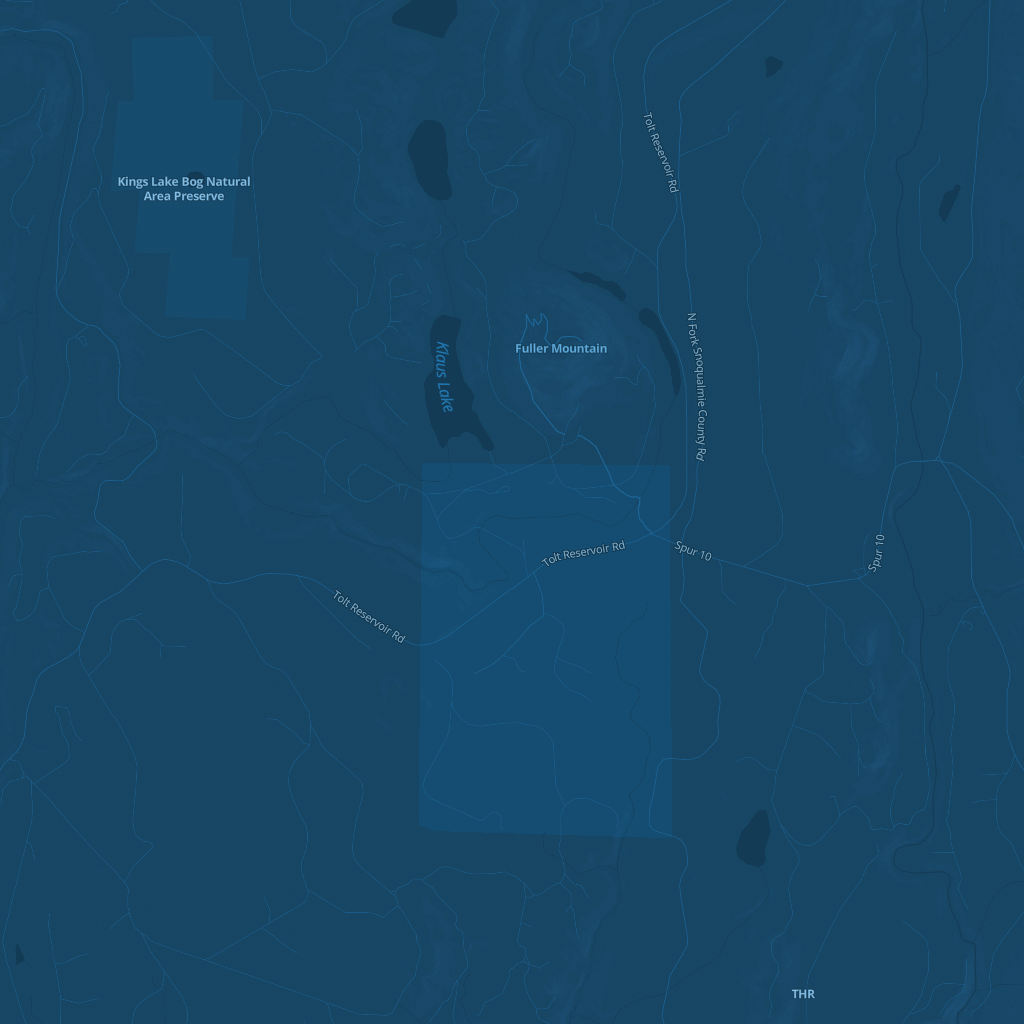 Tolt Reservoir Rd
Kings Lake Bog Natural
Area Preserve
N Fork Snoqualmie County Rd
Fuller Mountain
Klaus Lake
Tolt Reservoir Rd
Spur 10
Spur 10
Tolt Reservoir Rd
THR